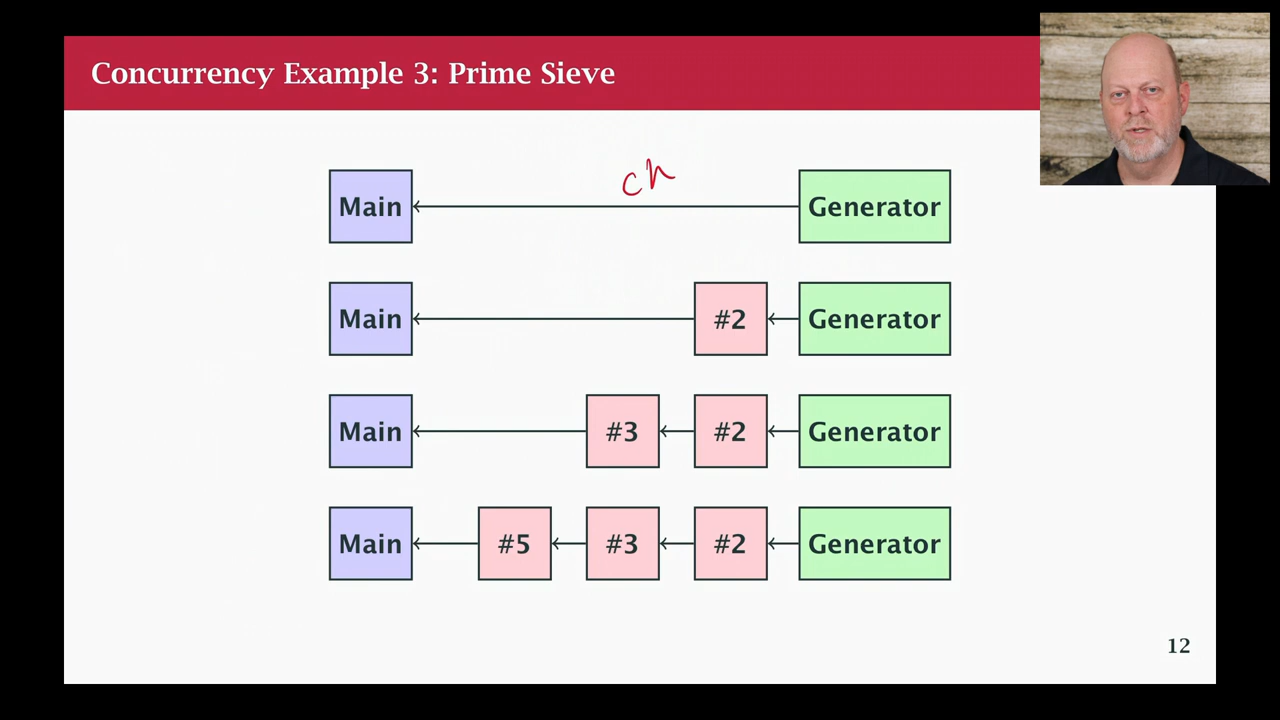 Concurrency Example 3: Prime Sieve
ch
Main Generator
Main #2 Generator
Main #3 #2 Generator
Main #5 #3 #2 Generator
12